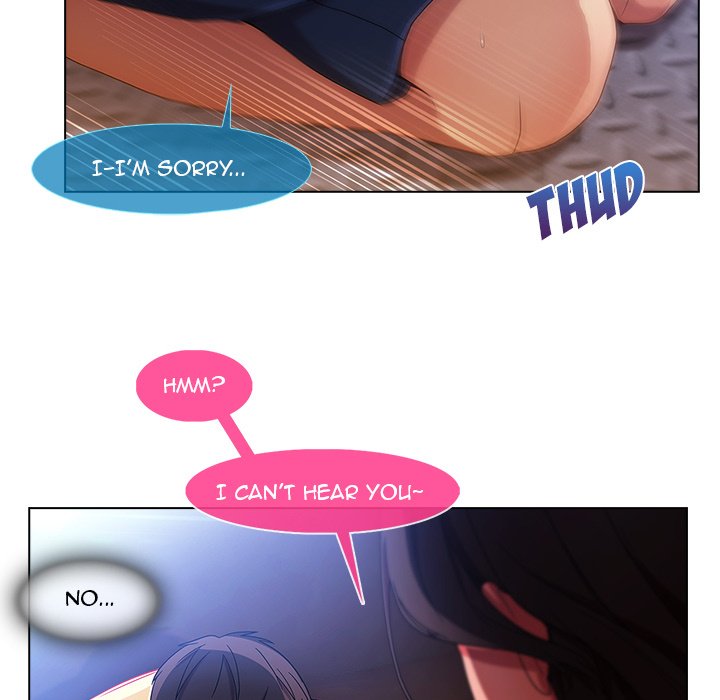 I-I'M SORRY...
THUD
HMM?
I CAN'T HEAR YOU~
NO...